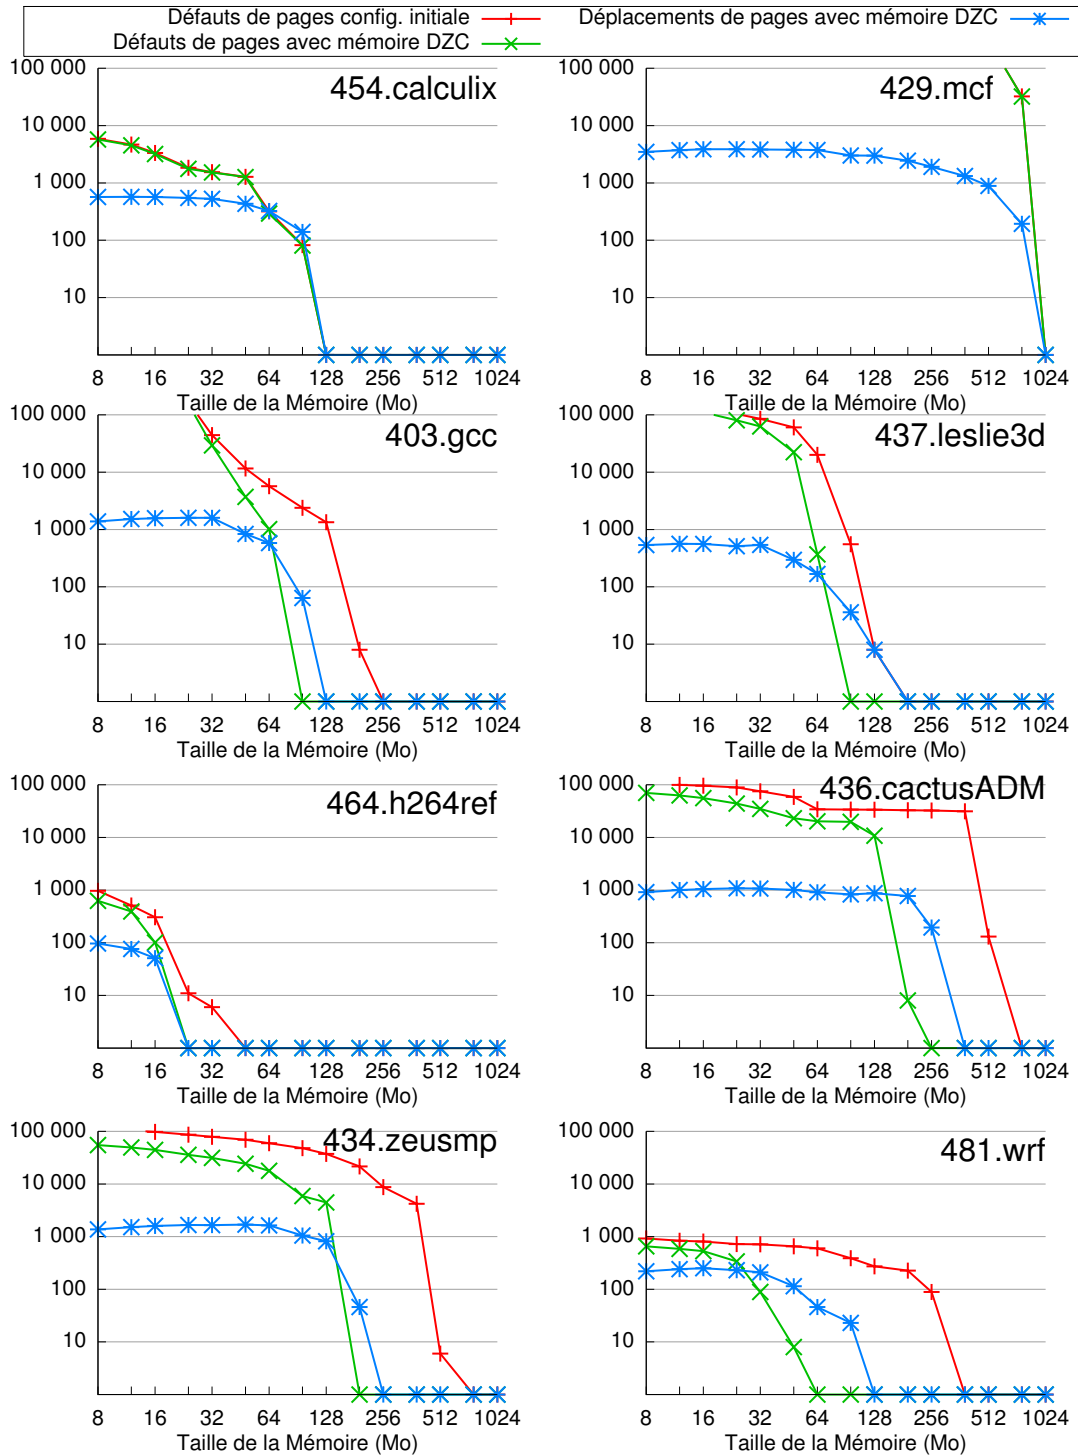 Défauts de pages config. initiale
Déplacements de pages avec mémoire DZC
Défauts de pages avec mémoire DZC
454.calculix
100 000
10 000
1 000
100
10
8 16 32 64 128 256 512 1024
Taille de la Mémoire (Mo)
429.mcf
100 000
10 000
1 000
100
10
8 16 32 64 128 256 512 1024
Taille de la Mémoire (Mo)
403.gcc
100 000
10 000
1 000
100
10
8 16 32 64 128 256 512 1024
Taille de la Mémoire (Mo)
437.leslie3d
100 000
10 000
1 000
100
10
8 16 32 64 128 256 512 1024
Taille de la Mémoire (Mo)
464.h264ref
100 000
10 000
1 000
100
10
8 16 32 64 128 256 512 1024
Taille de la Mémoire (Mo)
436.cactusADM
100 000
10 000
1 000
100
10
8 16 32 64 128 256 512 1024
Taille de la Mémoire (Mo)
434.zeusmp
100 000
10 000
1 000
100
10
8 16 32 64 128 256 512 1024
Taille de la Mémoire (Mo)
481.wrf
100 000
10 000
1 000
100
10
8 16 32 64 128 256 512 1024
Taille de la Mémoire (Mo)